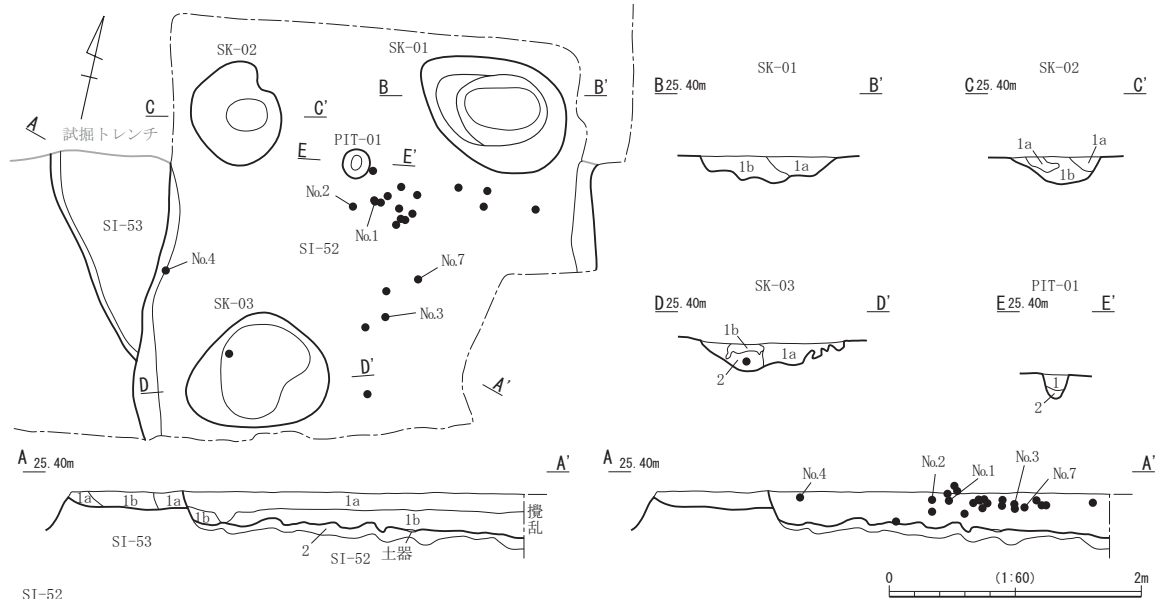 SK-02
SK-01
B
B'
C
C'
A
試掘トレンチ
PIT-01
E
E'
No.2
No.1
SI-53
SI-52
No.4
No.7
SK-03
No.3
D
D'
A'
SK-01
B 25.40m
B'
1b
1a
SK-02
C 25.40m
C'
1a
1a
1b
SK-03
D 25.40m
D'
1b
1a
2
PIT-01
E 25.40m
E'
1
2
A 25.40m
A'
1a
1b
1a
1a
1b
1b
攪乱
SI-53
2
SI-52
土器
A 25.40m
A'
No.4
No.2
No.1
No.3
No.7
0
(1:60)
2m
SI-52